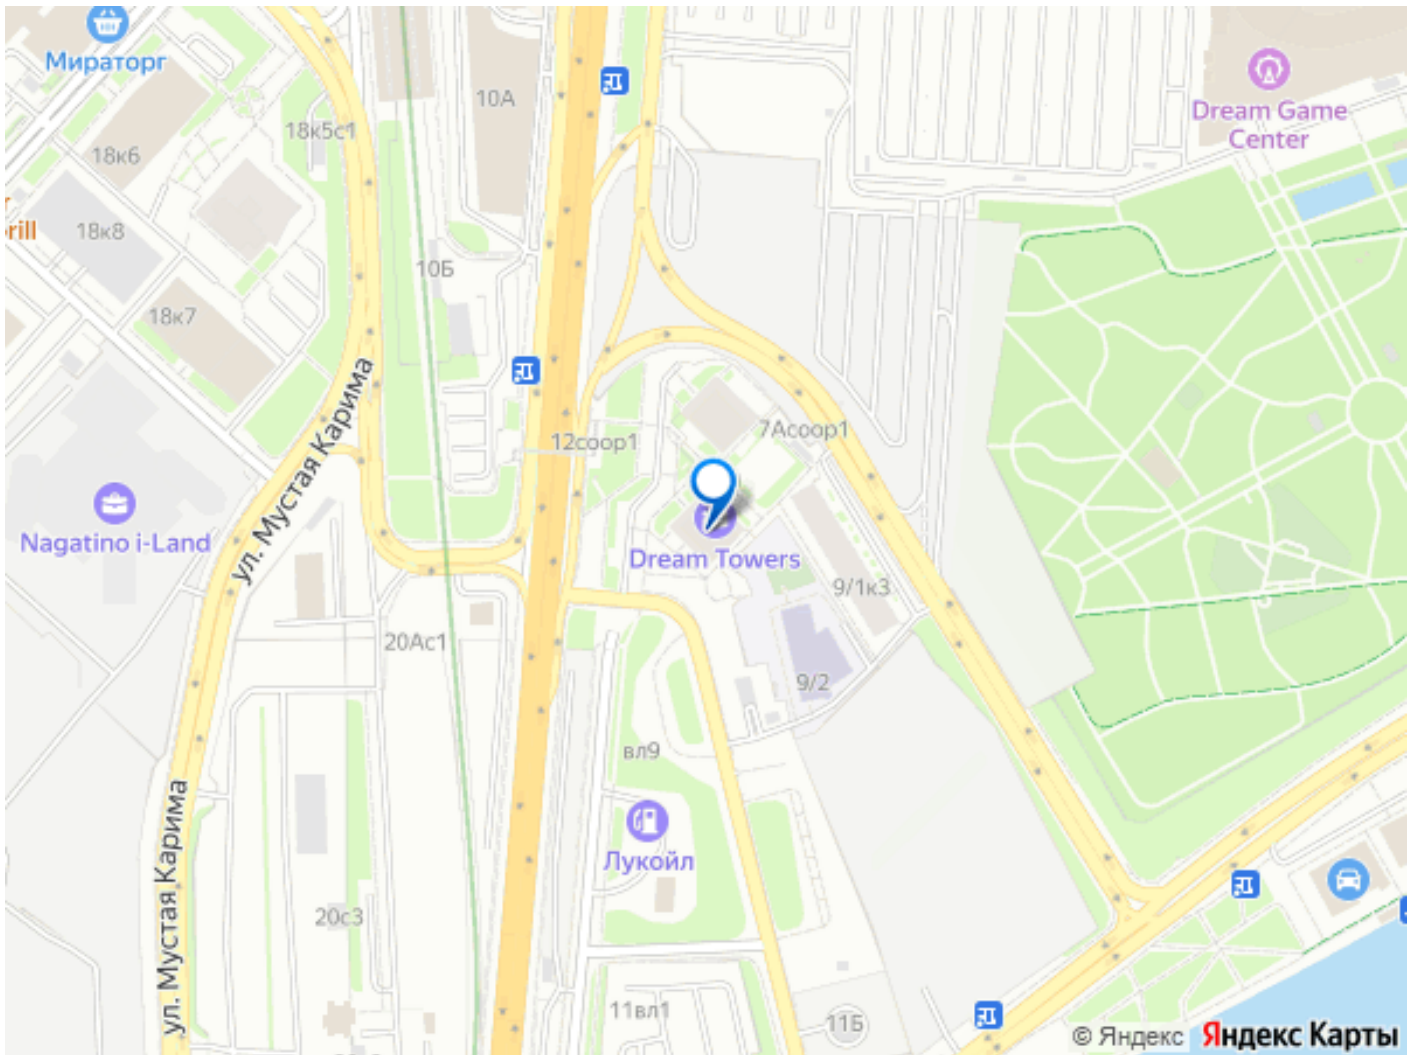 Мираторг
10А
Dream Game
Center
18к5с1
18к6
rill
18к8
10Б
18к7
ул. Мустая Карима
12соор1
7Асоор1
Nagatino i-Land
Dream Towers
9/1к3
20Ас1
9/2
вл9
ул. Мустая Карима
Лукойл
20с3
11вл1
11Б
© Яндекс Яндекс Карты